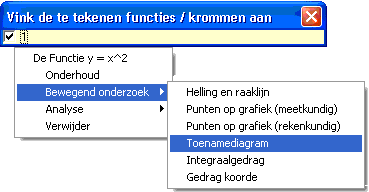 Vink de te tekenen functies / krommen aan
1
De Functie y = x^2
Onderhoud
Bewegend onderzoek
Analyse
Verwijder
Helling en raaklijn
Punten op grafiek (meetkundig)
Punten op grafiek (rekenkundig)
Toenamediagram
Integraalgedrag
Gedrag koorde